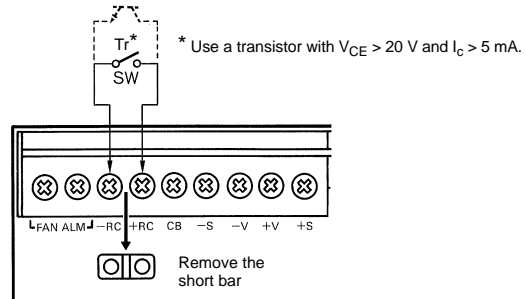 Tr*
SW
* Use a transistor with VCE > 20 V and Ic > 5 mA.
FAN ALM -RC +RC CB -S -V +V +S
Remove the
short bar